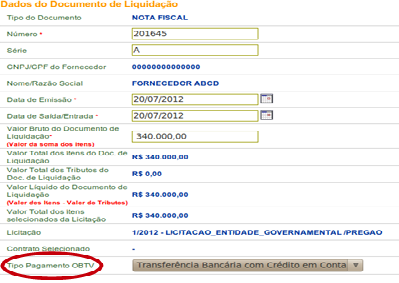 Dados do Documento de Liquidação
Tipo do Documento NOTA FISCAL
Número * 201645
Série A
CNPJ/CPF do Fornecedor 00000000000000
Nome/Razão Social FORNECEDOR ABCD
Data de Emissão * 20/07/2012
Data de Saída/Entrada * 20/07/2012
Valor Bruto do Documento de
Liquidação* 340.000,00
(Valor da soma dos itens)
Valor Total dos Itens do Doc. de
Liquidação R$ 340.000,00
Valor Total dos Tributos do
Doc. de Liquidação R$ 0,00
Valor Líquido do Documento de
Liquidação R$ 340.000,00
(Valor dos Itens - Valor de Tributos)
Valor Total dos Itens
selecionados da Licitação R$ 340.000,00
Licitação 1/2012 - LICITACAO_ENTIDADE_GOVERNAMENTAL /PREGAO
Contrato Selecionado -
Tipo Pagamento OBTV Transferência Bancária com Crédito em Conta